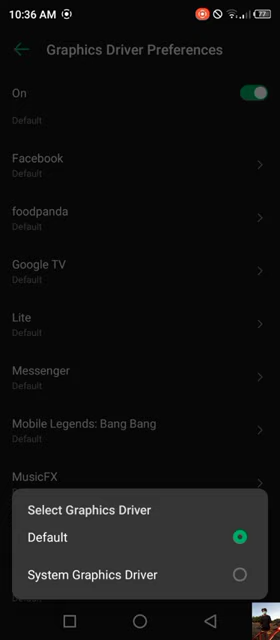 10:36 AM
77
Graphics Driver Preferences
On
Default
Facebook
Default
foodpanda
Default
Google TV
Default
Lite
Default
Messenger
Default
Mobile Legends: Bang Bang
Default
MusicFX
Select Graphics Driver
Default
System Graphics Driver